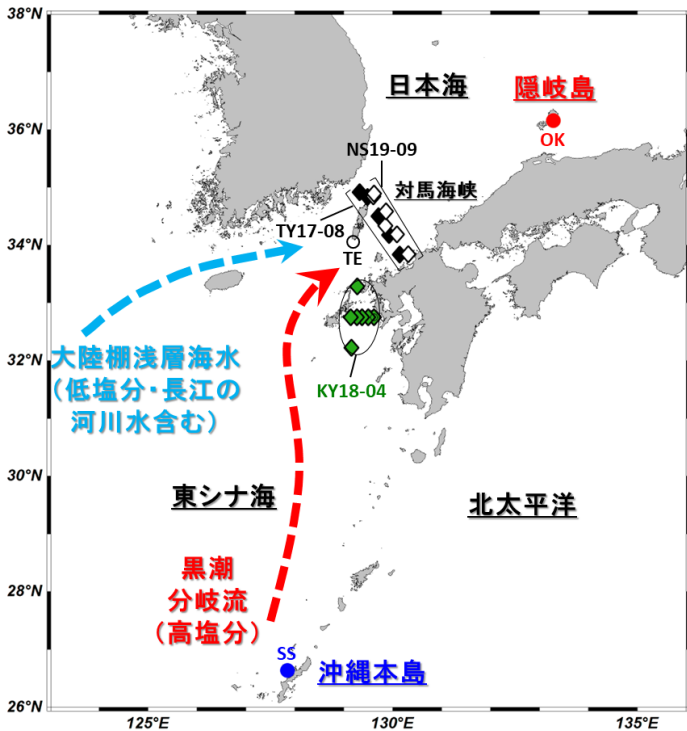 38°N
日本海
隠岐島
36°N
OK
NS19-09
対馬海峡
TY17-08
34°N
TE
32°N
大陸棚浅層海水
（低塩分・長江の
河川水含む）
KY18-04
30°N
東シナ海
北太平洋
黒潮
分岐流
（高塩分）
28°N
SS
沖縄本島
26°N
125°E
130°E
135°E